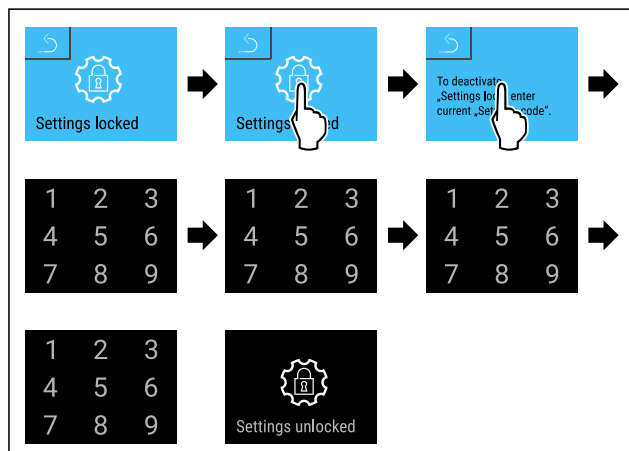 Settings locked
Settings
To deactivate
„Settings enter
current code“.
1 2 3
4 5 6
7 8 9
1 2 3
4 5 6
7 8 9
1 2 3
4 5 6
7 8 9
1 2 3
4 5 6
7 8 9
Settings unlocked